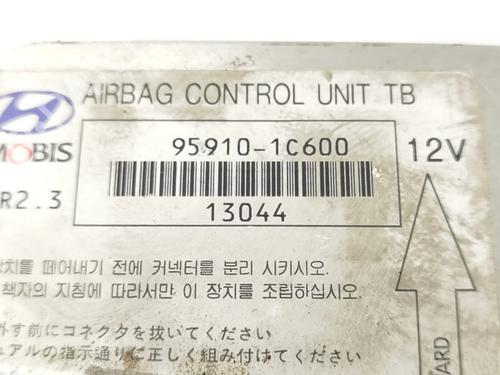 AIRBAG CONTROL UNIT TB
MOBIS
95910-1C600
12V
R2.3
13044
장치를 떼어내기 전에 커넥터를 분리 시키시오.
책자의 지침에 따라서만 이 장치를 조립하십시오.
外す前にコネクタを抜いてください
ュアルの指示通りに正しく組み付けてください
ARD